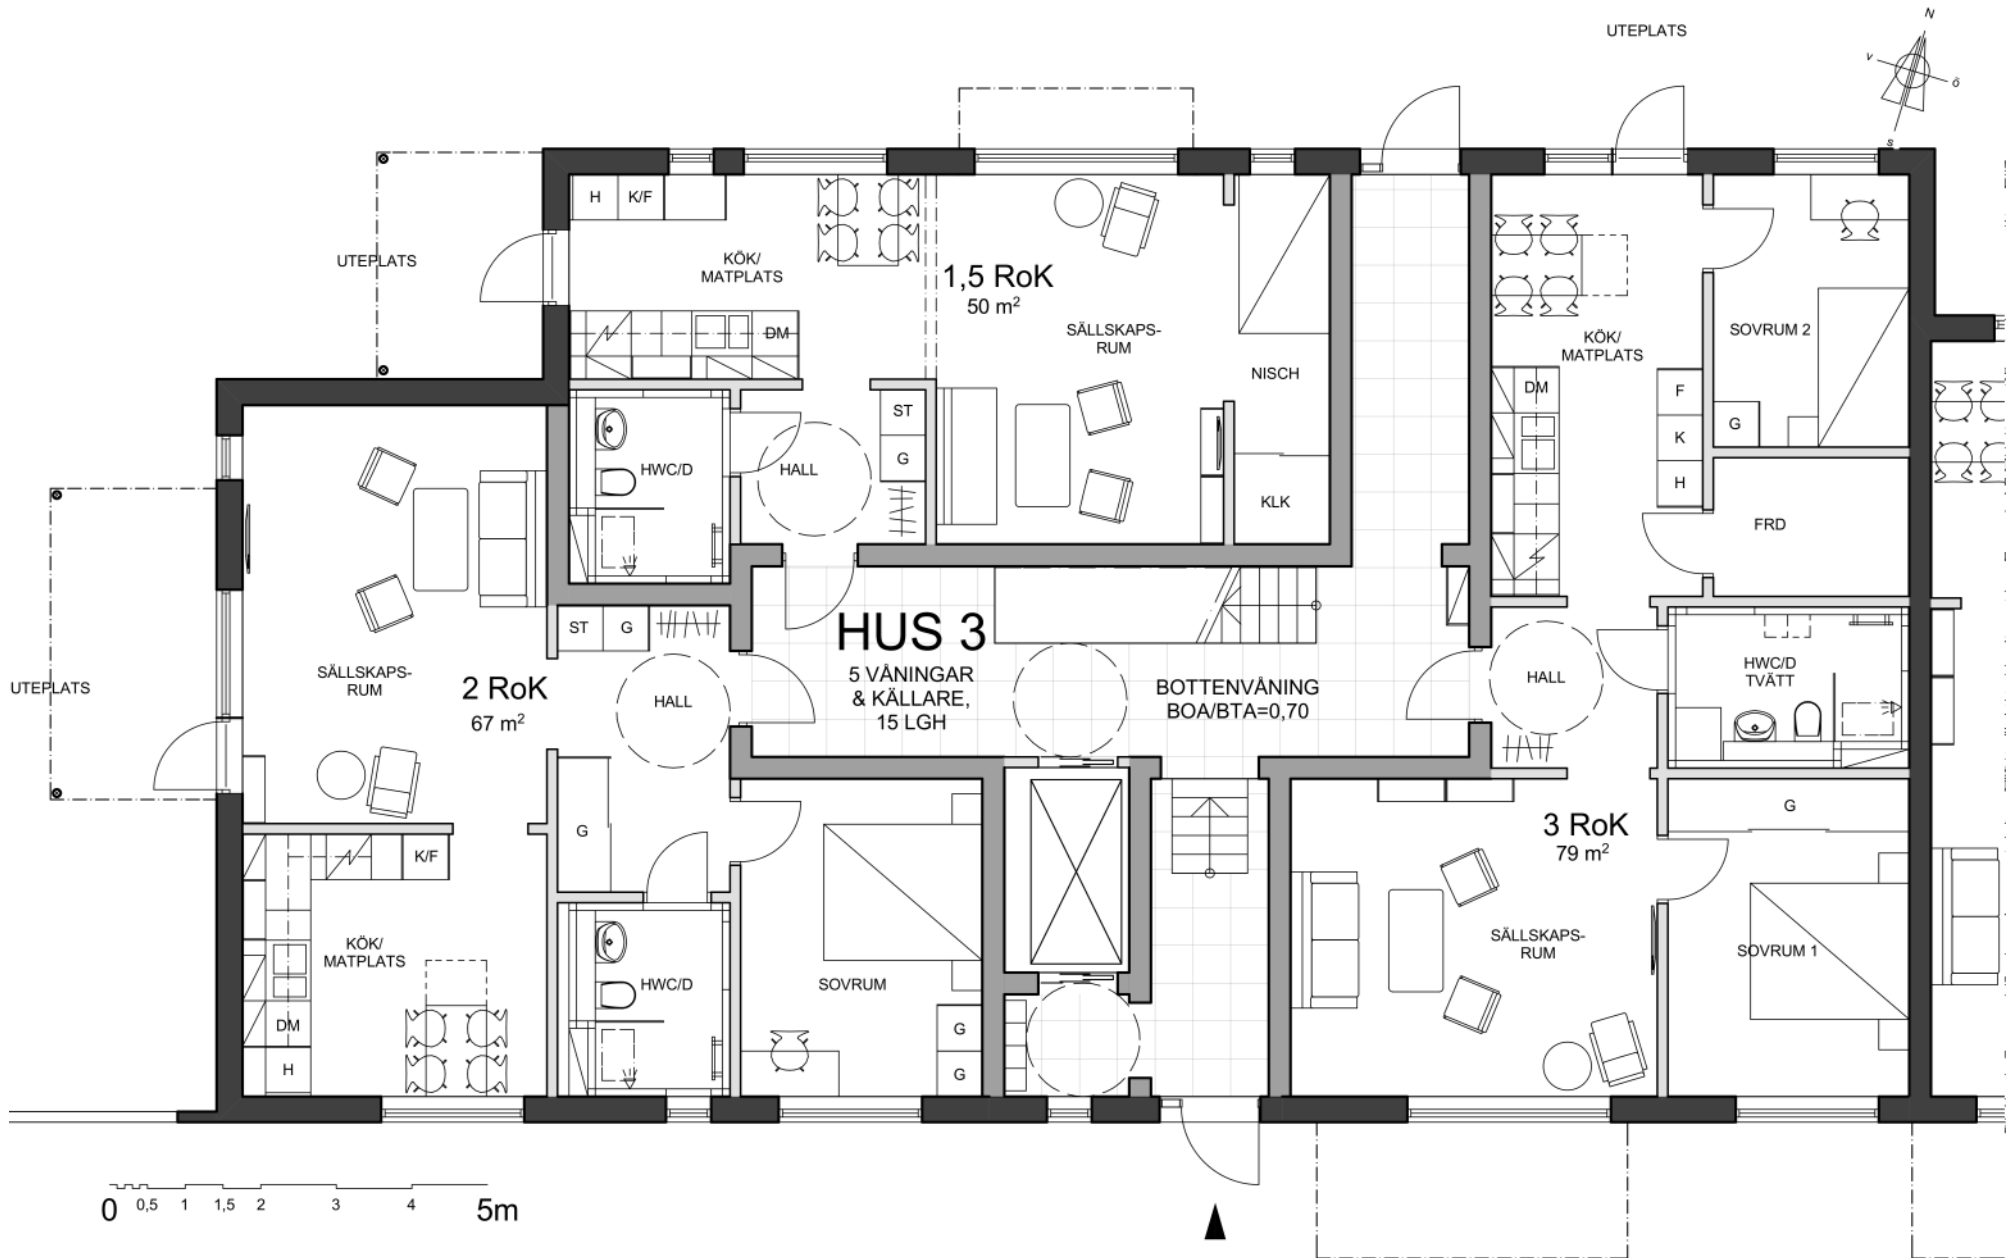 UTEPLATS
N
V
Ö
S
H
K/F
UTEPLATS
KÖK/
MATPLATS
1,5 RoK
50 m²
SÄLLSKAPS-
RUM
DM
NISCH
KÖK/
MATPLATS
SOVRUM 2
DM
F
K
H
G
ST
G
HWC/D
HALL
KLK
FRD
ST
G
HUS 3
5 VÅNINGAR
& KÄLLARE,
15 LGH
BOTTENVÅNING
BOA/BTA=0,70
UTEPLATS
SÄLLSKAPS-
RUM
2 RoK
67 m²
HALL
HALL
HWC/D
TVÄTT
G
K/F
3 RoK
79 m²
G
KÖK/
MATPLATS
HWC/D
SOVRUM
SÄLLSKAPS-
RUM
SOVRUM 1
DM
H
G
G
0 0,5 1 1,5 2 3 4 5m